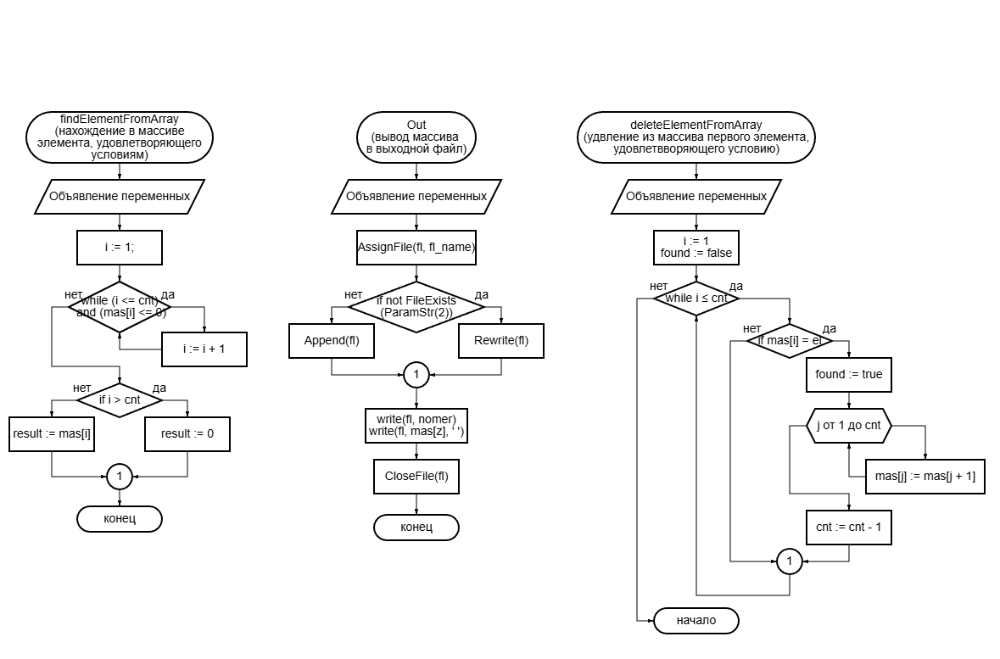 findElementFromArray
(нахождение в массиве
элемента, удовлетворяющего
условиям)
Объявление переменных
i := 1;
нет
да
while (i <= cnt)
and (mas[i] <= 0)
i := i + 1
нет
да
if i > cnt
result := mas[i]
result := 0
1
конец
Out
(вывод массива
в выходной файл)
Объявление переменных
AssignFile(fl, fl_name)
нет
да
if not FileExists
(ParamStr(2))
Append(fl)
Rewrite(fl)
1
write(fl, nomer)
write(fl, mas[z], ' ')
CloseFile(fl)
конец
deleteElementFromArray
(удвление из массива первого элемента,
удовлетвворяющего условию)
Объявление переменных
i := 1
found := false
нет
да
while i ≤ cnt
нет
да
if mas[i] = el
found := true
j от 1 до cnt
mas[j] := mas[j + 1]
cnt := cnt - 1
1
начало